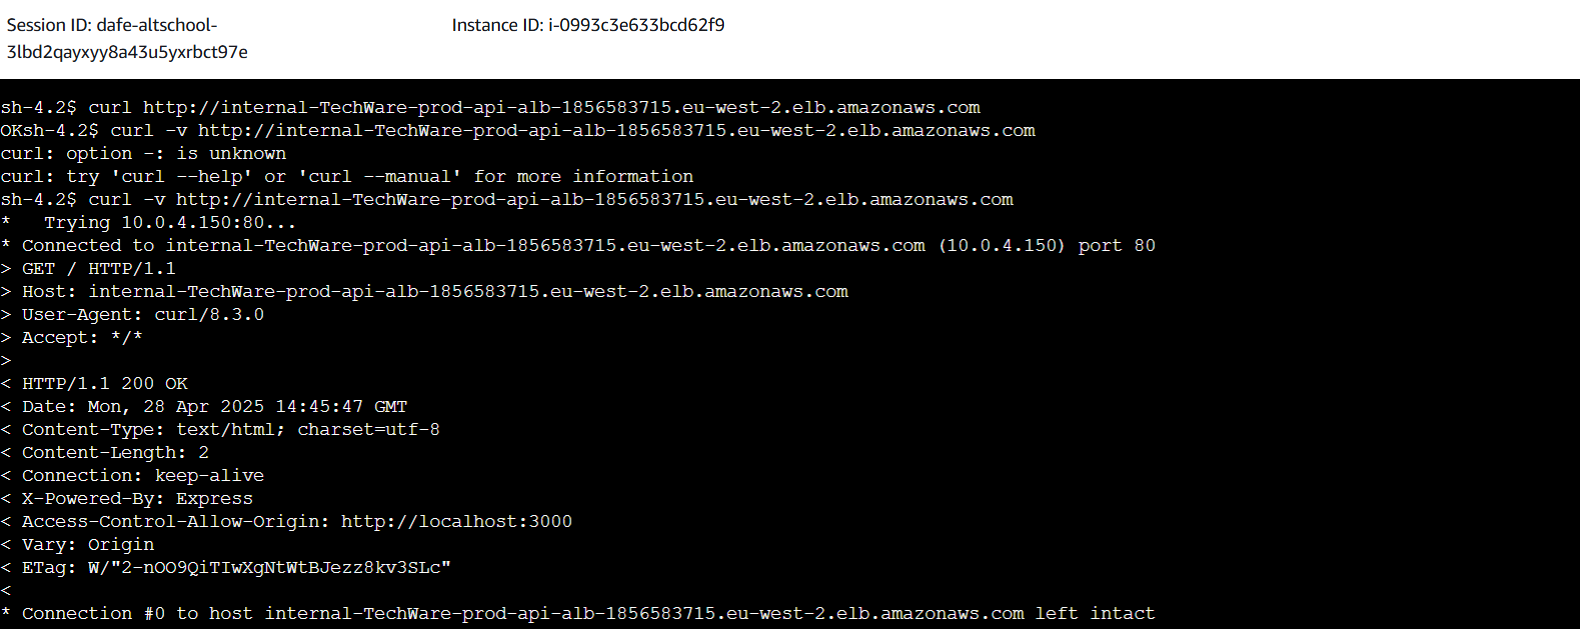 Session ID: dafe-altschool-
3lbd2qayxyy8a43u5yxrbct97e
Instance ID: i-0993c3e633bcd62f9
sh-4.2$ curl http://internal-TechWare-prod-api-alb-1856583715.eu-west-2.elb.amazonaws.com
OKsh-4.2$ curl -v http://internal-TechWare-prod-api-alb-1856583715.eu-west-2.elb.amazonaws.com
curl: option -: is unknown
curl: try 'curl --help' or 'curl --manual' for more information
sh-4.2$ curl -v http://internal-TechWare-prod-api-alb-1856583715.eu-west-2.elb.amazonaws.com
*   Trying 10.0.4.150:80...
* Connected to internal-TechWare-prod-api-alb-1856583715.eu-west-2.elb.amazonaws.com (10.0.4.150) port 80
> GET / HTTP/1.1
> Host: internal-TechWare-prod-api-alb-1856583715.eu-west-2.elb.amazonaws.com
> User-Agent: curl/8.3.0
> Accept: */*
>
< HTTP/1.1 200 OK
< Date: Mon, 28 Apr 2025 14:45:47 GMT
< Content-Type: text/html; charset=utf-8
< Content-Length: 2
< Connection: keep-alive
< X-Powered-By: Express
< Access-Control-Allow-Origin: http://localhost:3000
< Vary: Origin
< ETag: W/"2-nOO9QiTIwXgNtWtBJezz8kv3SLc"
<
* Connection #0 to host internal-TechWare-prod-api-alb-1856583715.eu-west-2.elb.amazonaws.com left intact